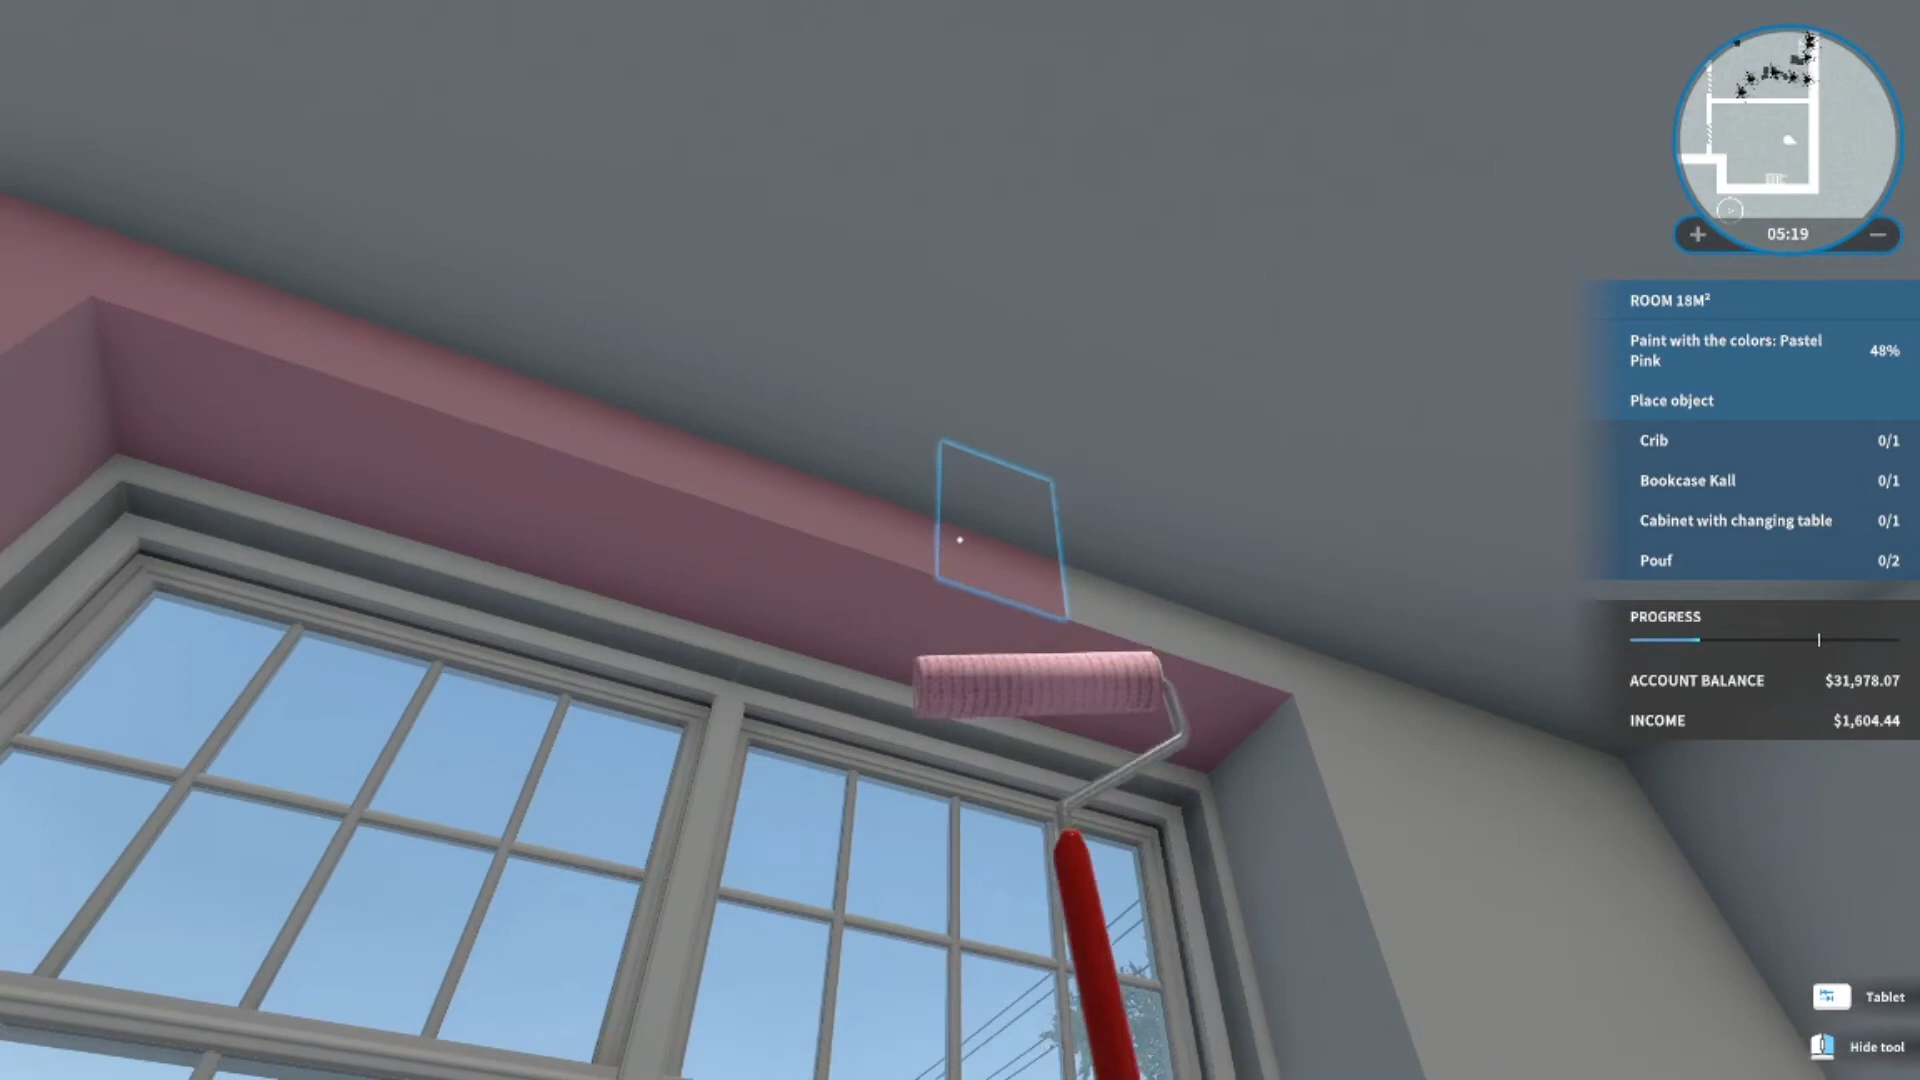 05:19
ROOM 18M²
Paint with the colors: Pastel
Pink
48%
Place object
Crib 0/1
Bookcase Kall 0/1
Cabinet with changing table 0/1
Pouf 0/2
PROGRESS
ACCOUNT BALANCE $31,978.07
INCOME $1,604.44
Tablet
Hide tool